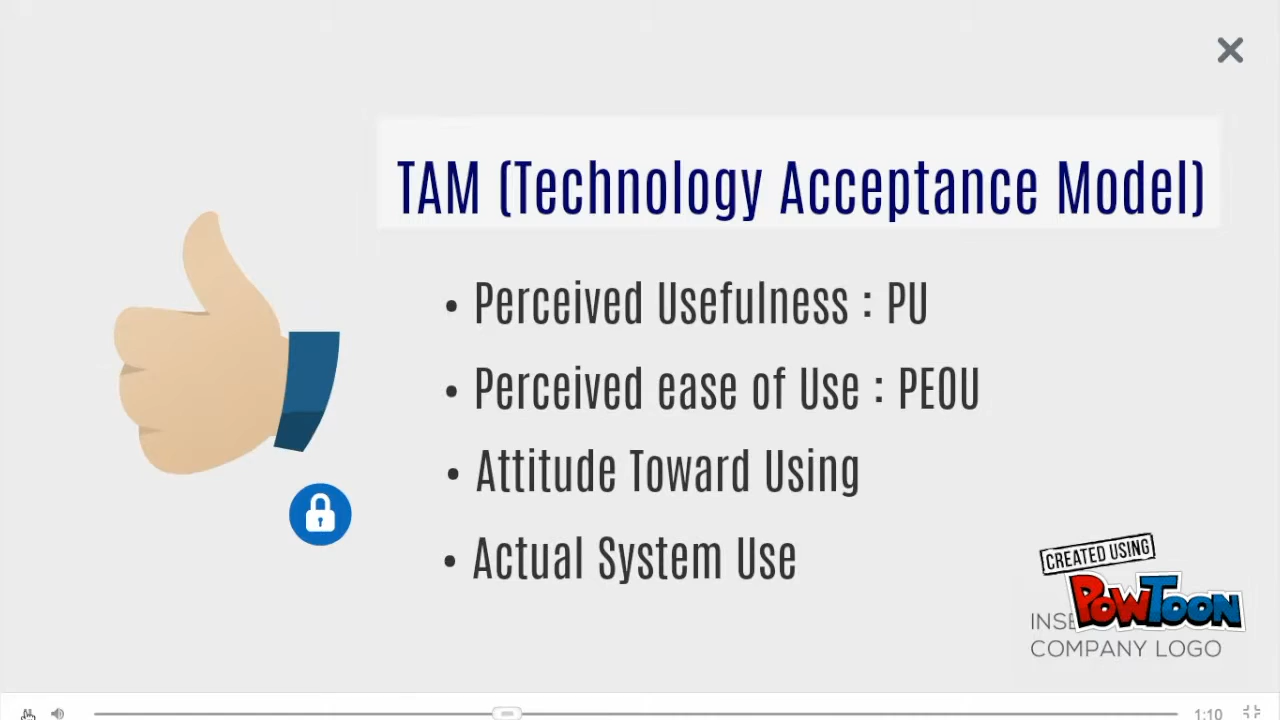 TAM (Technology Acceptance Model)
• Perceived Usefulness : PU
• Perceived ease of Use : PEOU
• Attitude Toward Using
• Actual System Use
CREATED USING
POWTOON
COMPANY LOGO
1:10